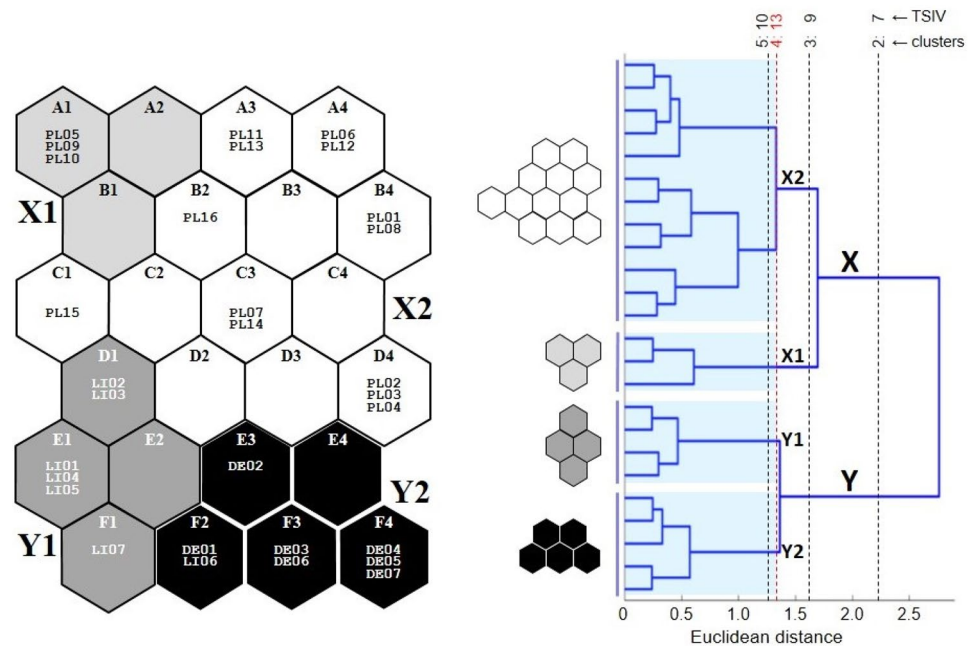 A1
PL05
PL09
PL10
A2
A3
PL11
PL13
A4
PL06
PL12
X1
B1
B2
PL16
B3
B4
PL01
PL08
C1
PL15
C2
C3
PL07
PL14
C4
X2
D1
LI02
LI03
D2
D3
D4
PL02
PL03
PL04
E1
LI01
LI04
LI05
E2
E3
DE02
E4
Y2
Y1
F1
LI07
F2
DE01
LI06
F3
DE03
DE06
F4
DE04
DE05
DE07
5: 10
4: 13
3: 9
2: 7
← TSIV
← clusters
X2
X
X1
Y1
Y
Y2
0 0.5 1.0 1.5 2.0 2.5
Euclidean distance